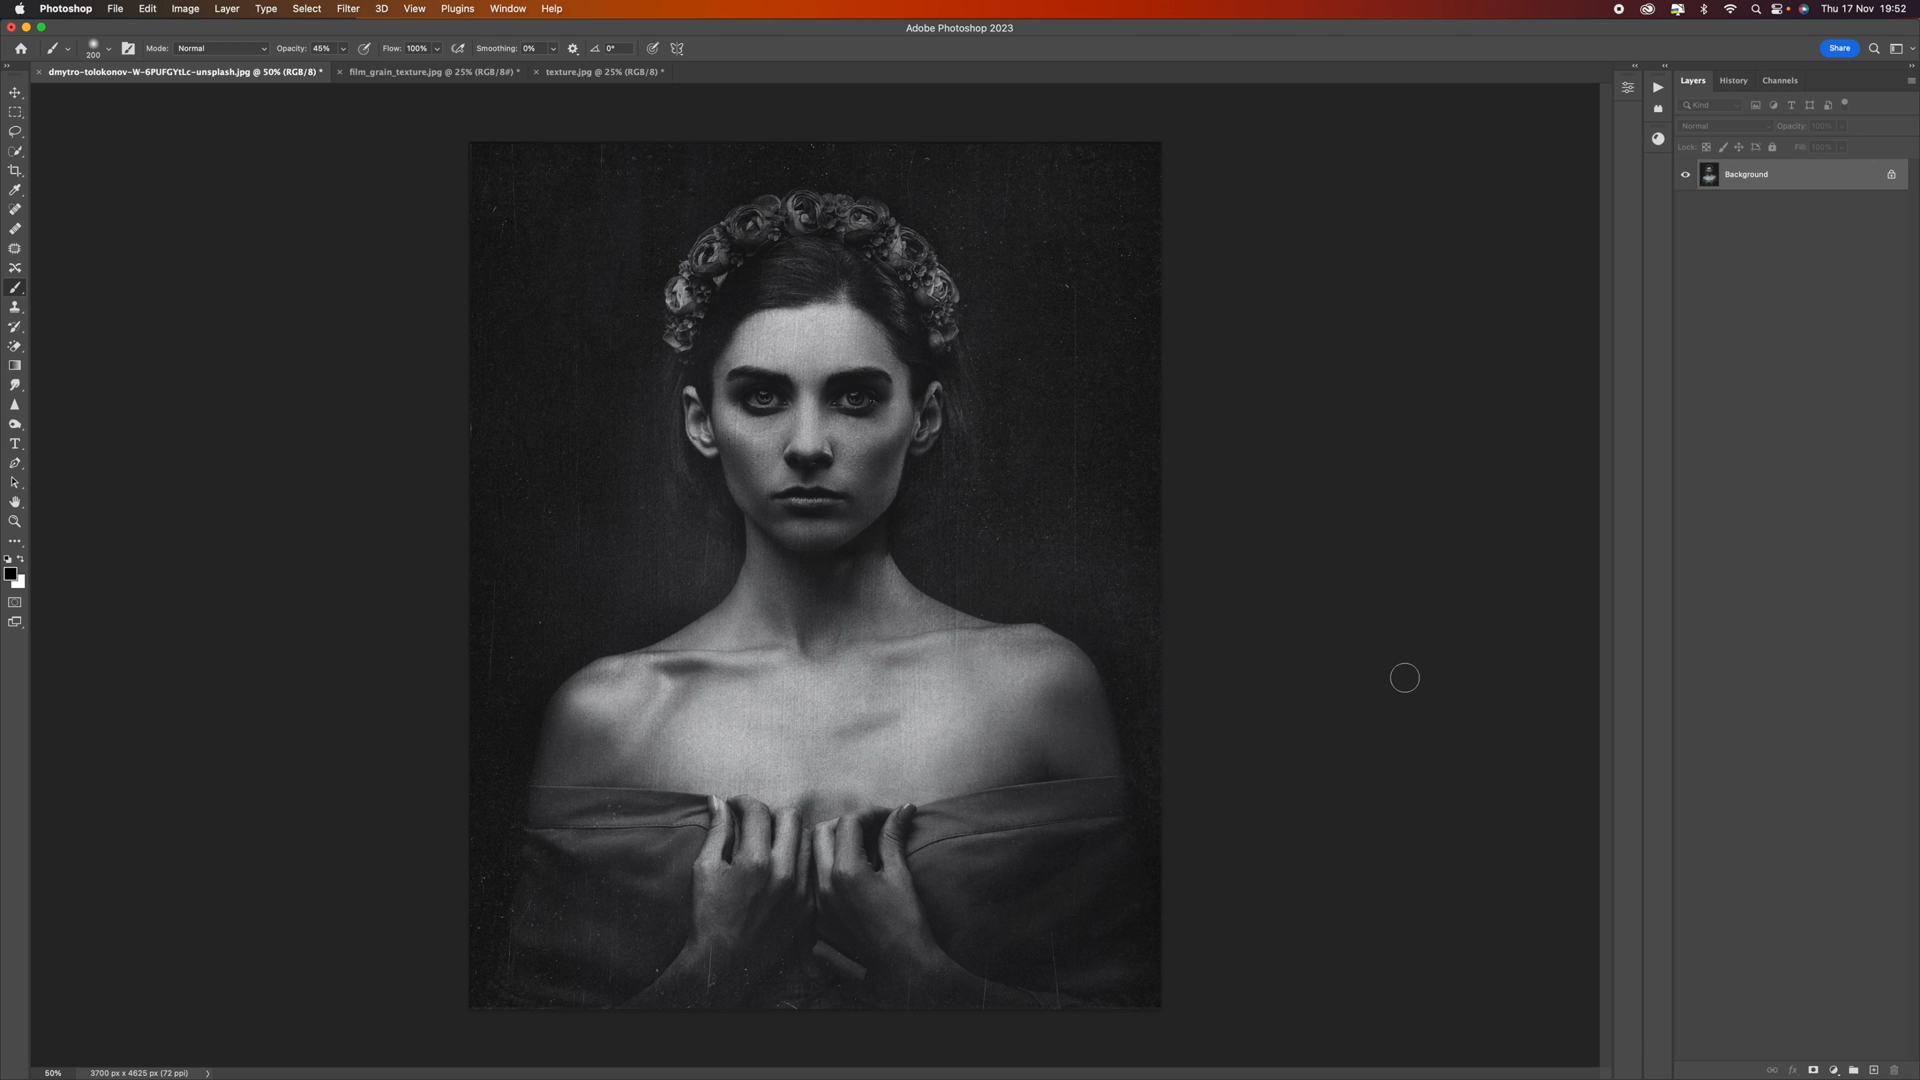 Photoshop File Edit Image Layer Type Select Filter 3D View Plugins Window Help Thu 17 Nov 19:52
Adobe Photoshop 2023
200 Mode: Normal Opacity: 45% Flow: 100% Smoothing: 0% 0° Share
dmytro-tolokonov-W-6PUFGYtLc-unsplash.jpg @ 50% (RGB/8) * film_grain_texture.jpg @ 25% (RGB/8#) * texture.jpg @ 25% (RGB/8) *
Layers History Channels
Kind
Normal Opacity: 100%
Lock: Fill: 100%
Background
50% 3700 px x 4625 px (72 ppi)